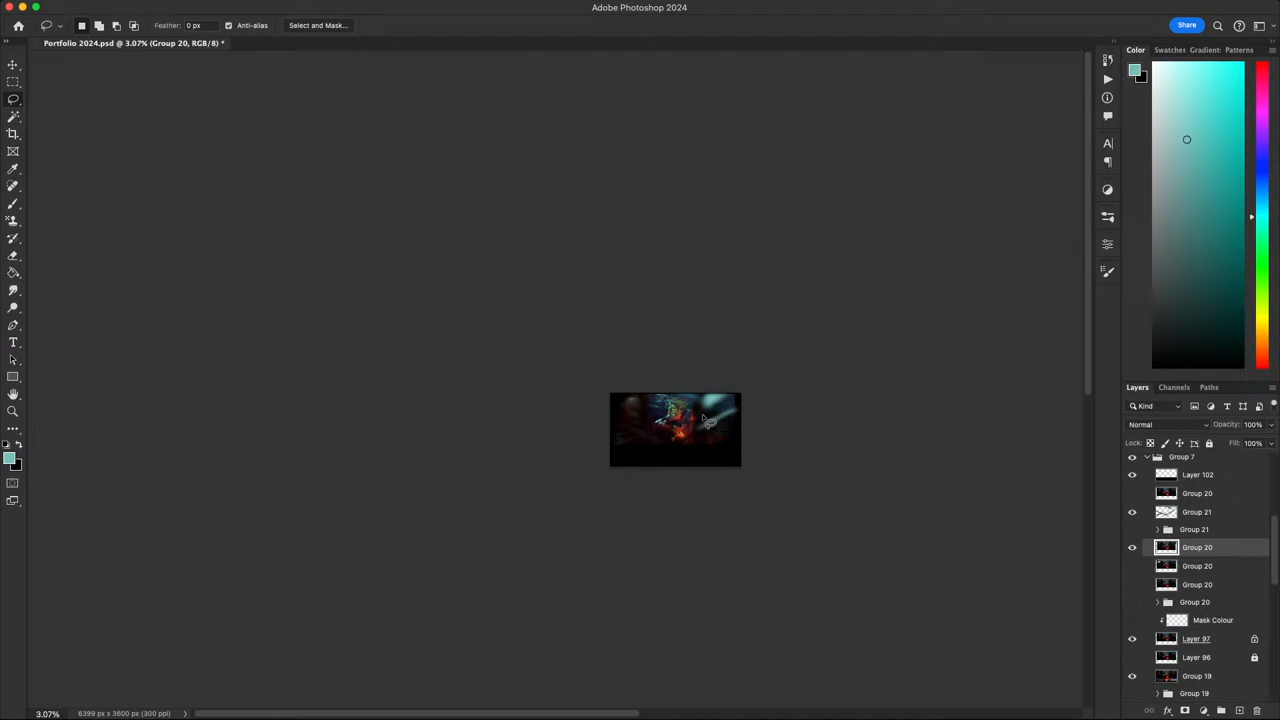 Adobe Photoshop 2024
Feather: 0 px Anti-alias Select and Mask... Share
Portfolio 2024.psd @ 3.07% (Group 20, RGB/8) *
Color Swatches Gradient: Patterns
Layers Channels Paths
Kind
Normal Opacity: 100%
Lock: Fill: 100%
Group 7
Layer 102
Group 20
Group 21
Group 21
Group 20
Group 20
Group 20
Group 20
Mask Colour
Layer 97
Layer 96
Group 19
Group 19
3.07% 6399 px x 3600 px (300 ppi)